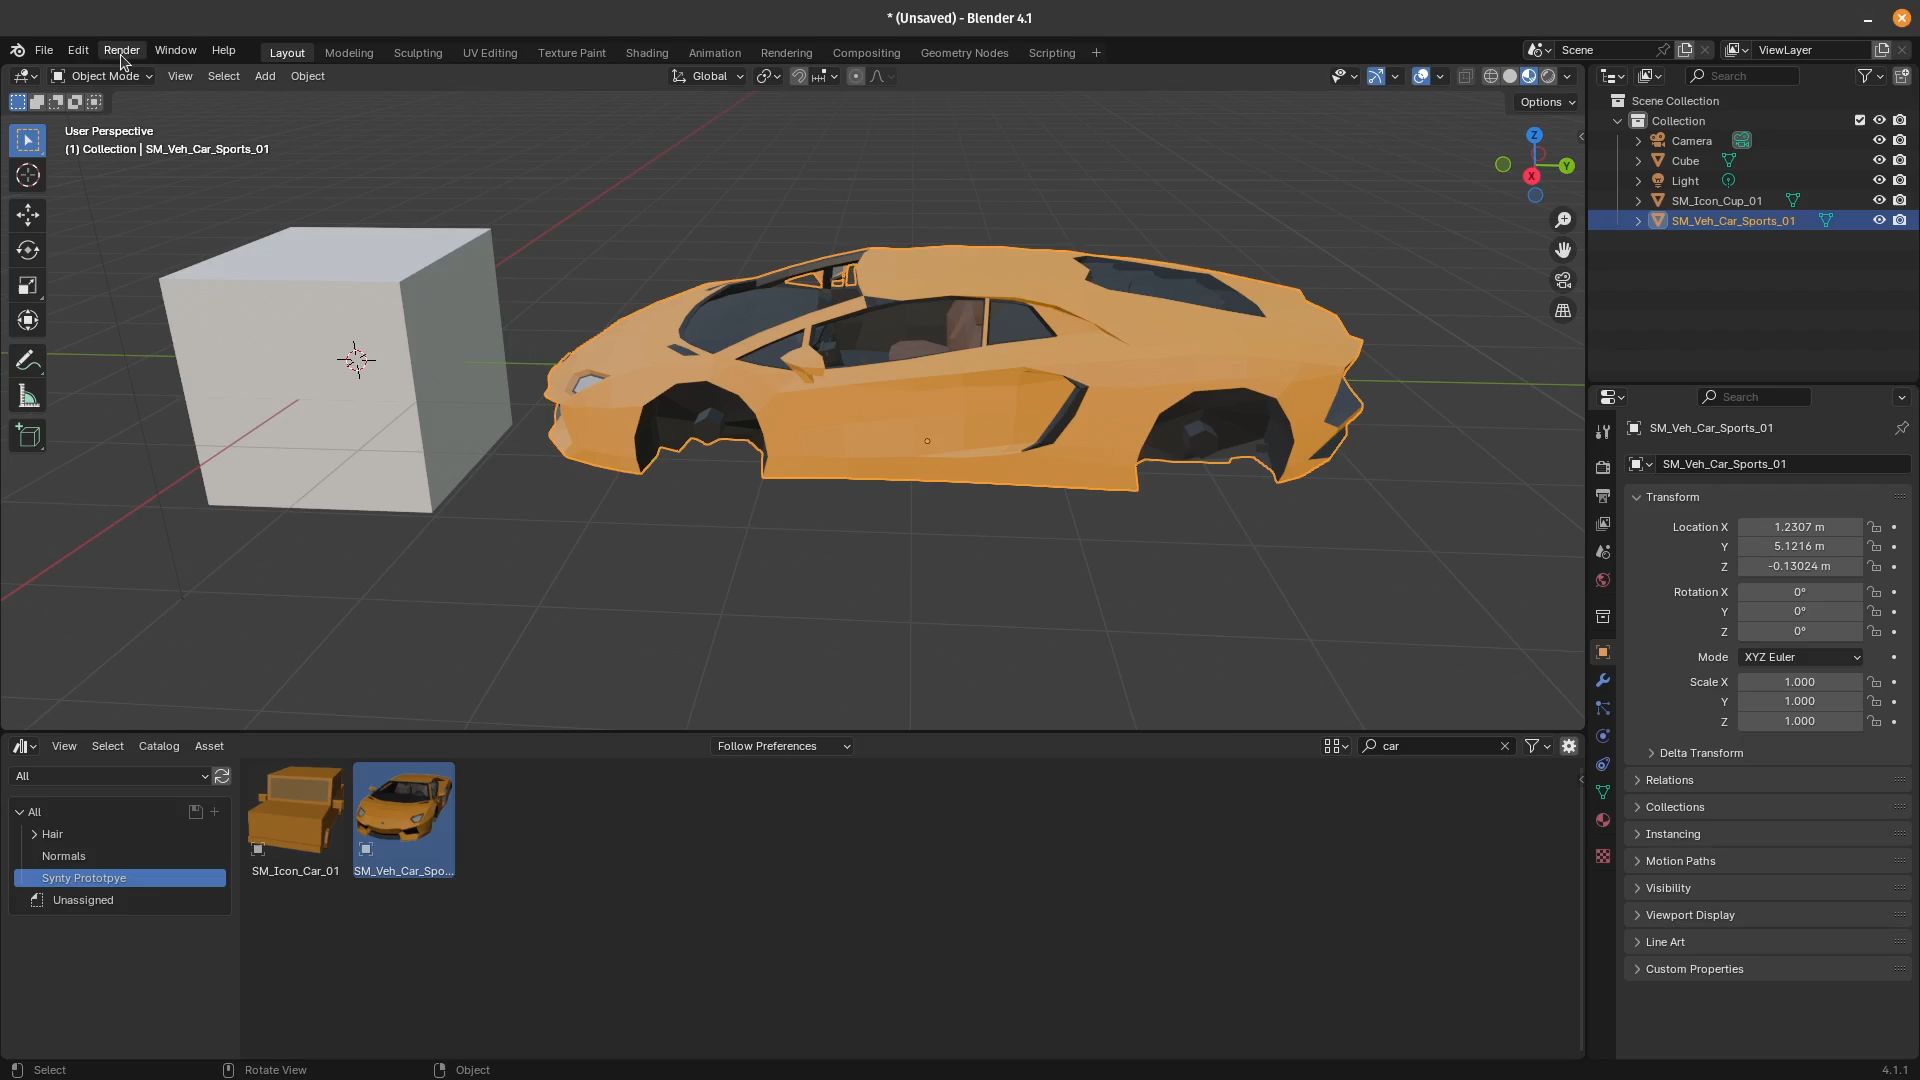 * (Unsaved) - Blender 4.1
File Edit Render Window Help Layout Modeling Sculpting UV Editing Texture Paint Shading Animation Rendering Compositing Geometry Nodes Scripting + Scene ViewLayer
Object Mode View Select Add Object Global Search
Options
User Perspective
(1) Collection | SM_Veh_Car_Sports_01
Z
Y
X
Scene Collection
Collection
Camera
Cube
Light
SM_Icon_Cup_01
SM_Veh_Car_Sports_01
Search
SM_Veh_Car_Sports_01
SM_Veh_Car_Sports_01
Transform
Location X 1.2307 m
Y 5.1216 m
Z -0.13024 m
Rotation X 0°
Y 0°
Z 0°
Mode XYZ Euler
Scale X 1.000
Y 1.000
Z 1.000
Delta Transform
Relations
Collections
Instancing
Motion Paths
Visibility
Viewport Display
Line Art
Custom Properties
View Select Catalog Asset Follow Preferences car
All
All
Hair
Normals
Synty Prototpye
Unassigned
SM_Icon_Car_01 SM_Veh_Car_Spo...
Select Rotate View Object 4.1.1